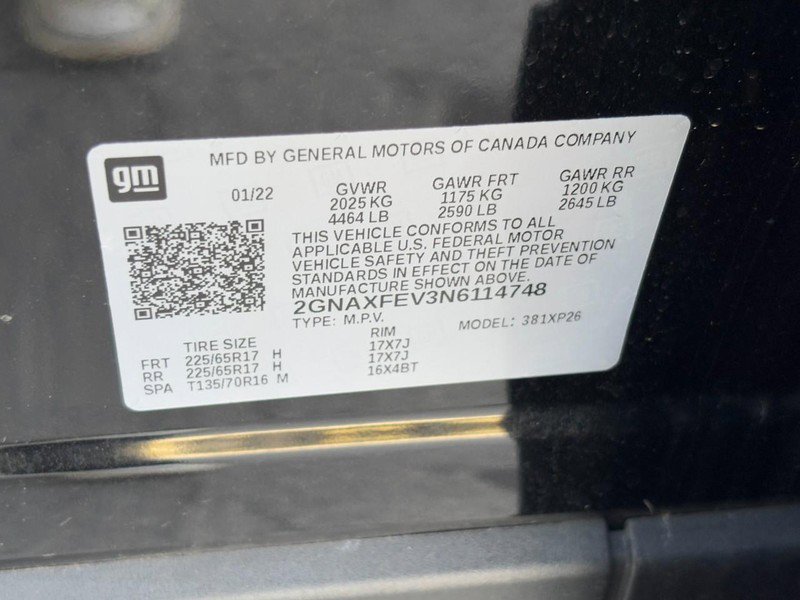 gm
MFD BY GENERAL MOTORS OF CANADA COMPANY
01/22 GVWR GAWR FRT GAWR RR
2025 KG 1175 KG 1200 KG
4464 LB 2590 LB 2645 LB
THIS VEHICLE CONFORMS TO ALL
APPLICABLE U.S. FEDERAL MOTOR
VEHICLE SAFETY AND THEFT PREVENTION
STANDARDS IN EFFECT ON THE DATE OF
MANUFACTURE SHOWN ABOVE.
2GNAXFEV3N6114748
TYPE: M.P.V. MODEL: 381XP26
TIRE SIZE RIM
FRT 225/65R17 H 17X7J
RR 225/65R17 H 17X7J
SPA T135/70R16 M 16X4BT